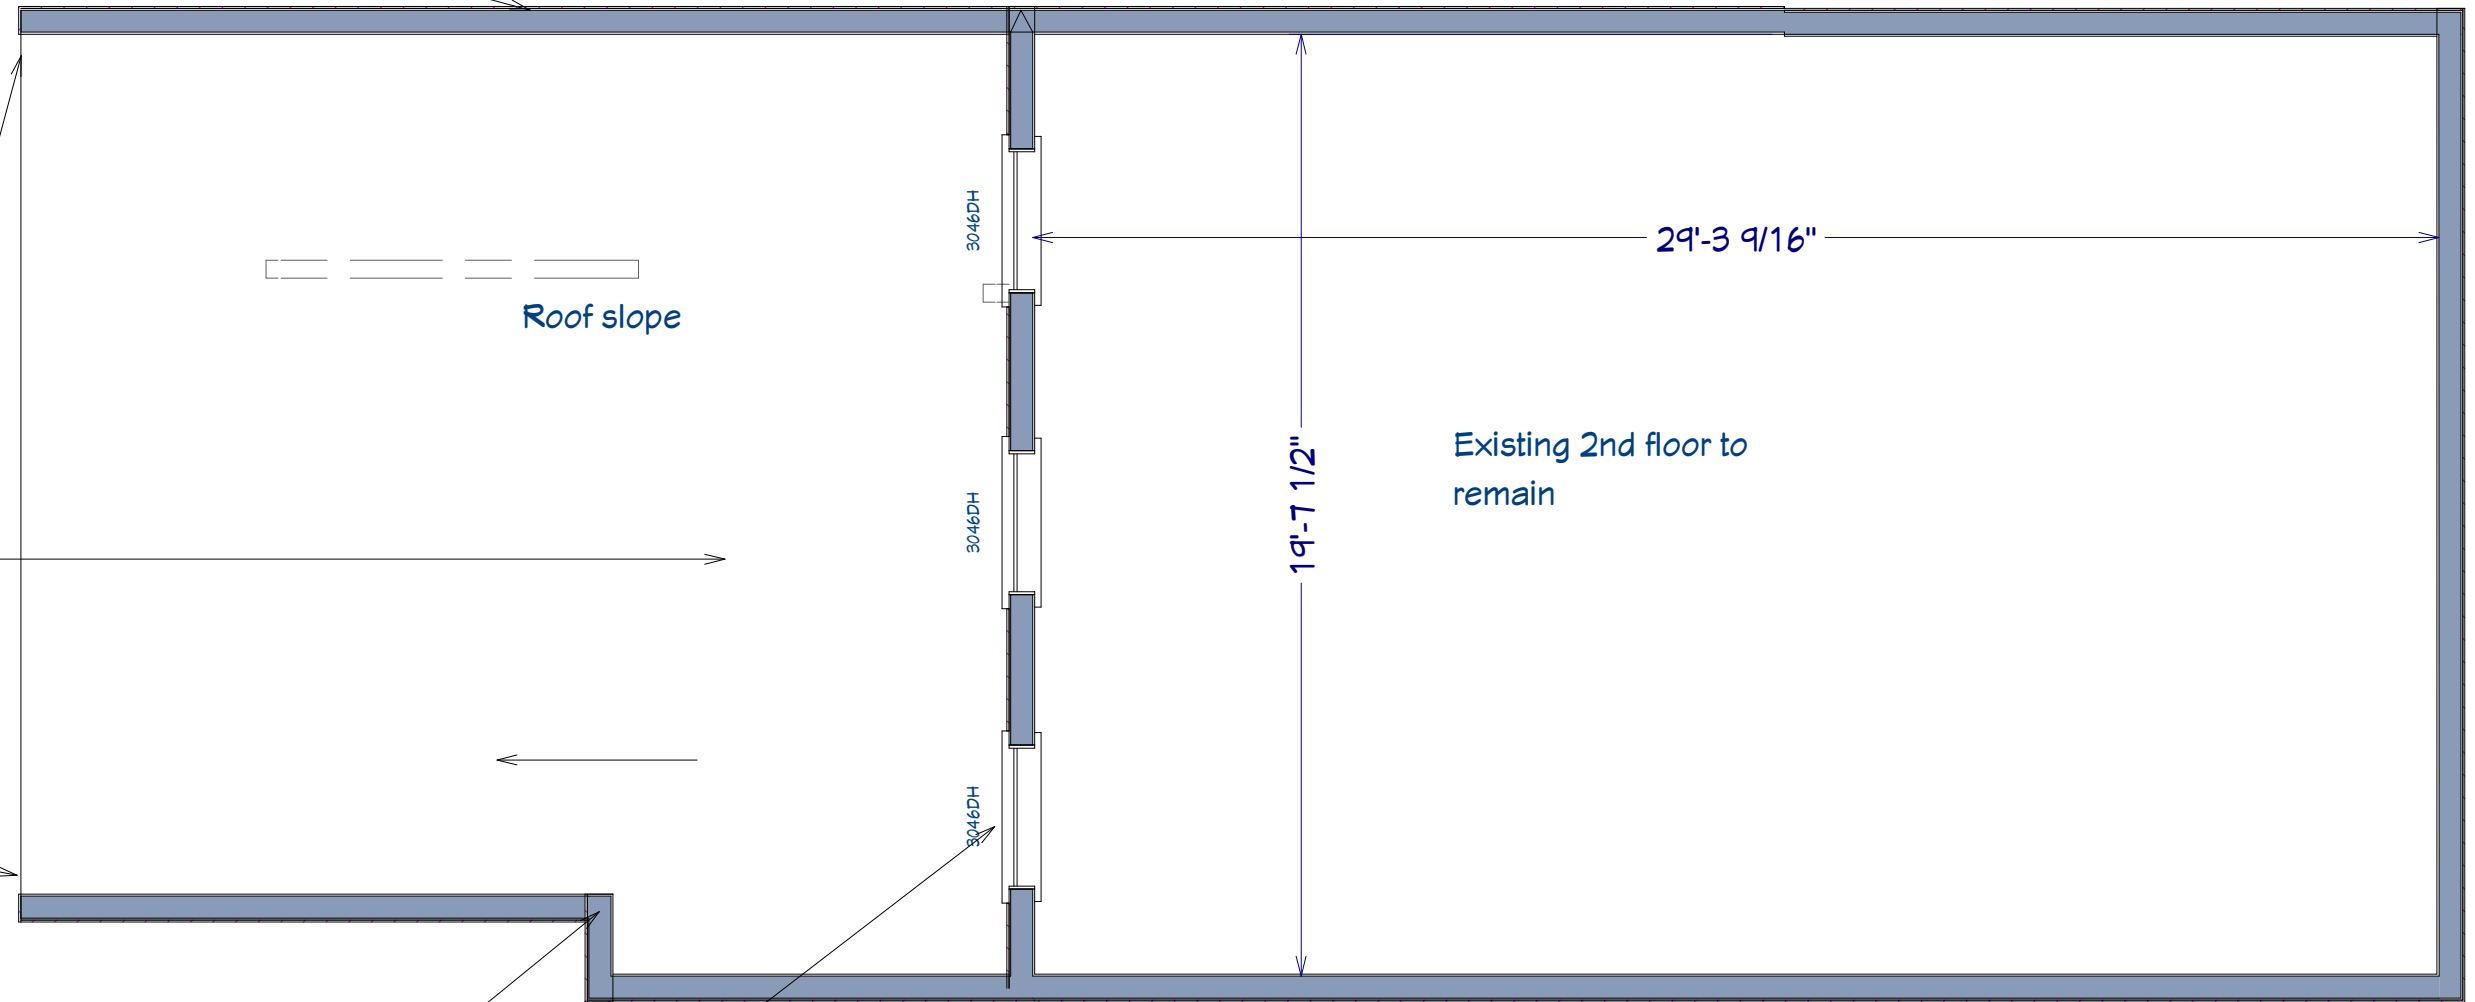 3046DH
29'-3 9/16"
Roof slope
Existing 2nd floor to
remain
19'-7 1/2"
3046DH
3046DH